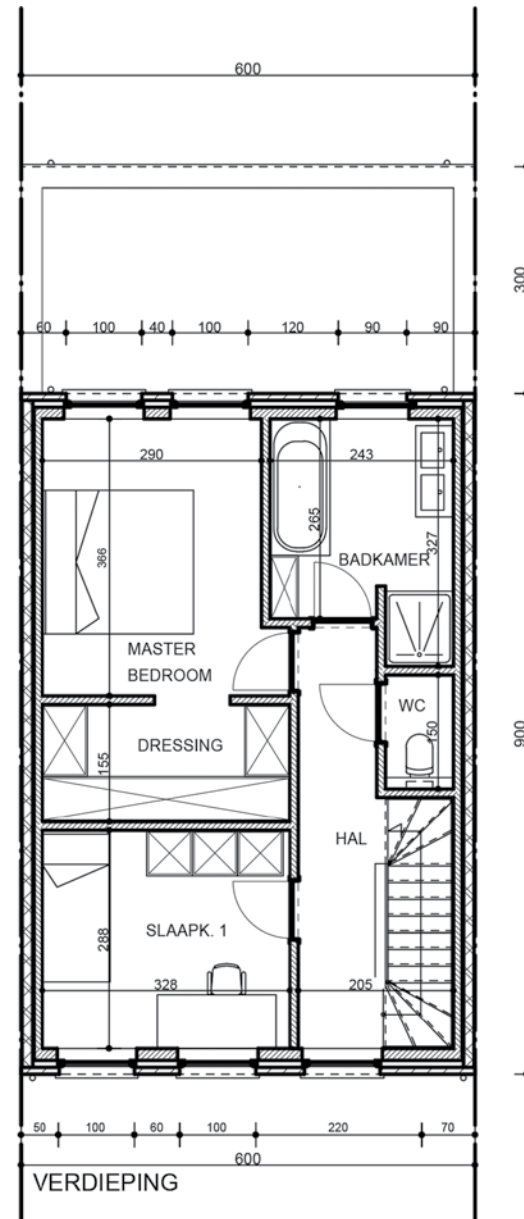 600
300
60 100 40 100 120 90 90
290
243
265
327
366
BADKAMER
MASTER
BEDROOM
WC
150
900
DRESSING
155
HAL
SLAAPK. 1
288
328
205
50 100 60 100 220 70
600
VERDIEPING